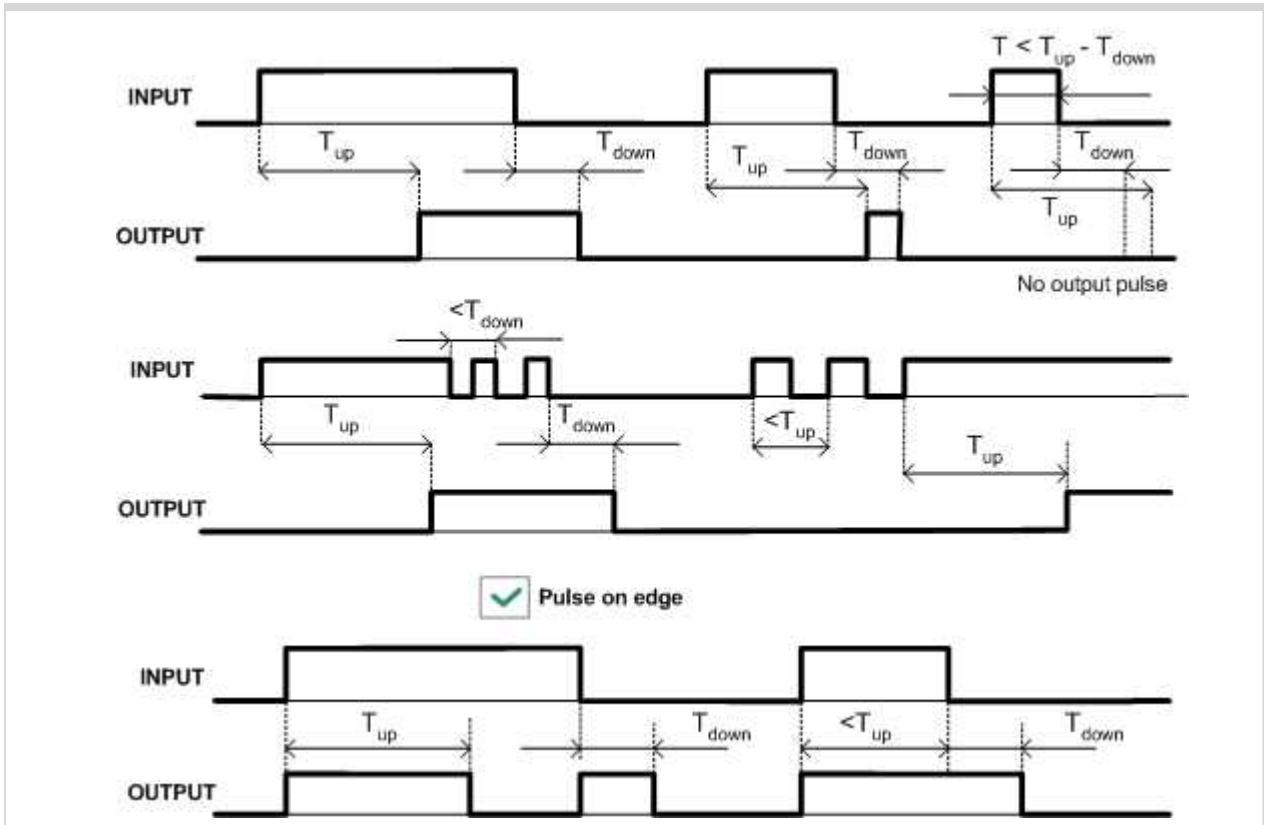 T < Tup - Tdown
INPUT
Tup
Tdown
Tup
Tdown
Tdown
Tup
OUTPUT
No output pulse
<Tdown
INPUT
Tup
Tdown
<Tup
Tup
OUTPUT
Pulse on edge
INPUT
Tup
Tdown
<Tup
Tdown
OUTPUT